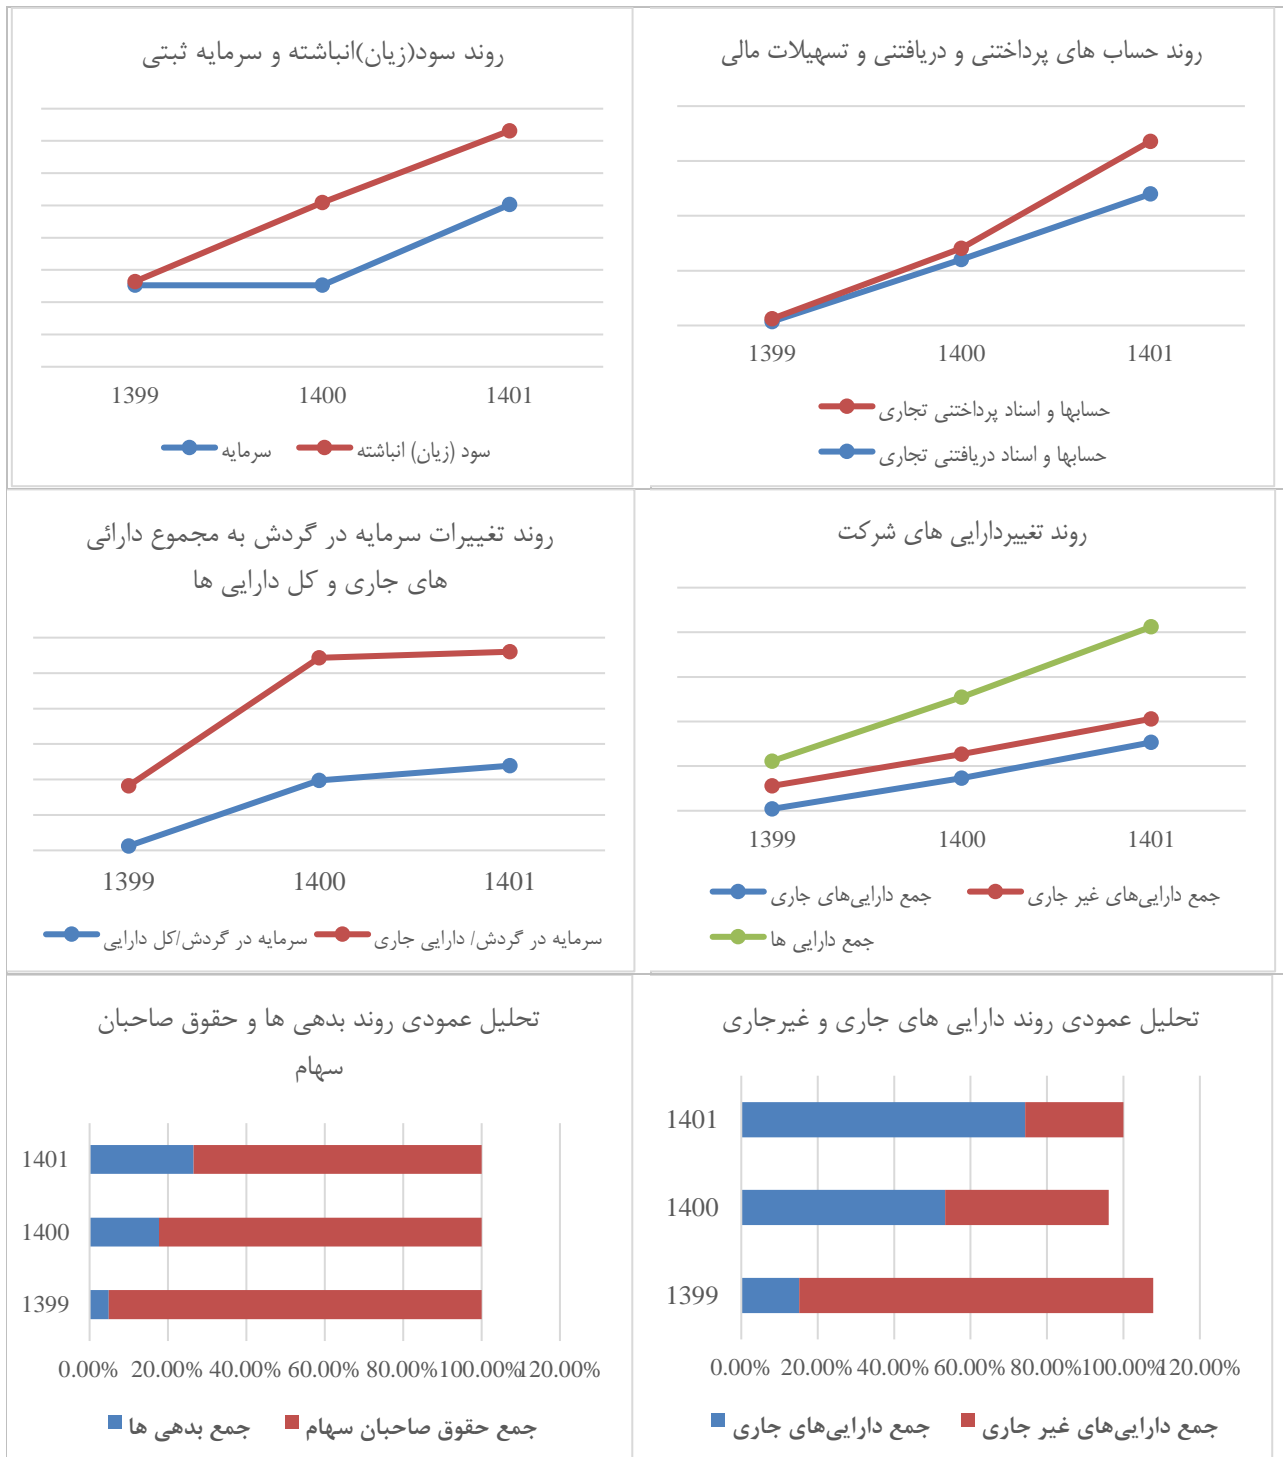 روند حساب های پرداختنی و دریافتنی و تسهیلات مالی
1399
1400
1401
حسابها و اسناد پرداختنی تجاری
حسابها و اسناد دریافتنی تجاری
روند سود(زیان)انباشته و سرمایه ثبتی
1399
1400
1401
سرمایه
سود (زیان) انباشته
روند تغییردارایی های شرکت
1399
1400
1401
جمع دارایی‌های جاری
جمع دارایی‌های غیر جاری
جمع دارایی ها
روند تغییرات سرمایه در گردش به مجموع دارائی
های جاری و کل دارایی ها
1399
1400
1401
سرمایه در گردش/کل دارایی
سرمایه در گردش/ دارایی جاری
تحلیل عمودی روند دارایی های جاری و غیرجاری
1401
1400
1399
0.00% 20.00% 40.00% 60.00% 80.00% 100.00% 120.00%
جمع دارایی‌های جاری
جمع دارایی‌های غیر جاری
تحلیل عمودی روند بدهی ها و حقوق صاحبان
سهام
1401
1400
1399
0.00% 20.00% 40.00% 60.00% 80.00% 100.00% 120.00%
جمع بدهی ها
جمع حقوق صاحبان سهام